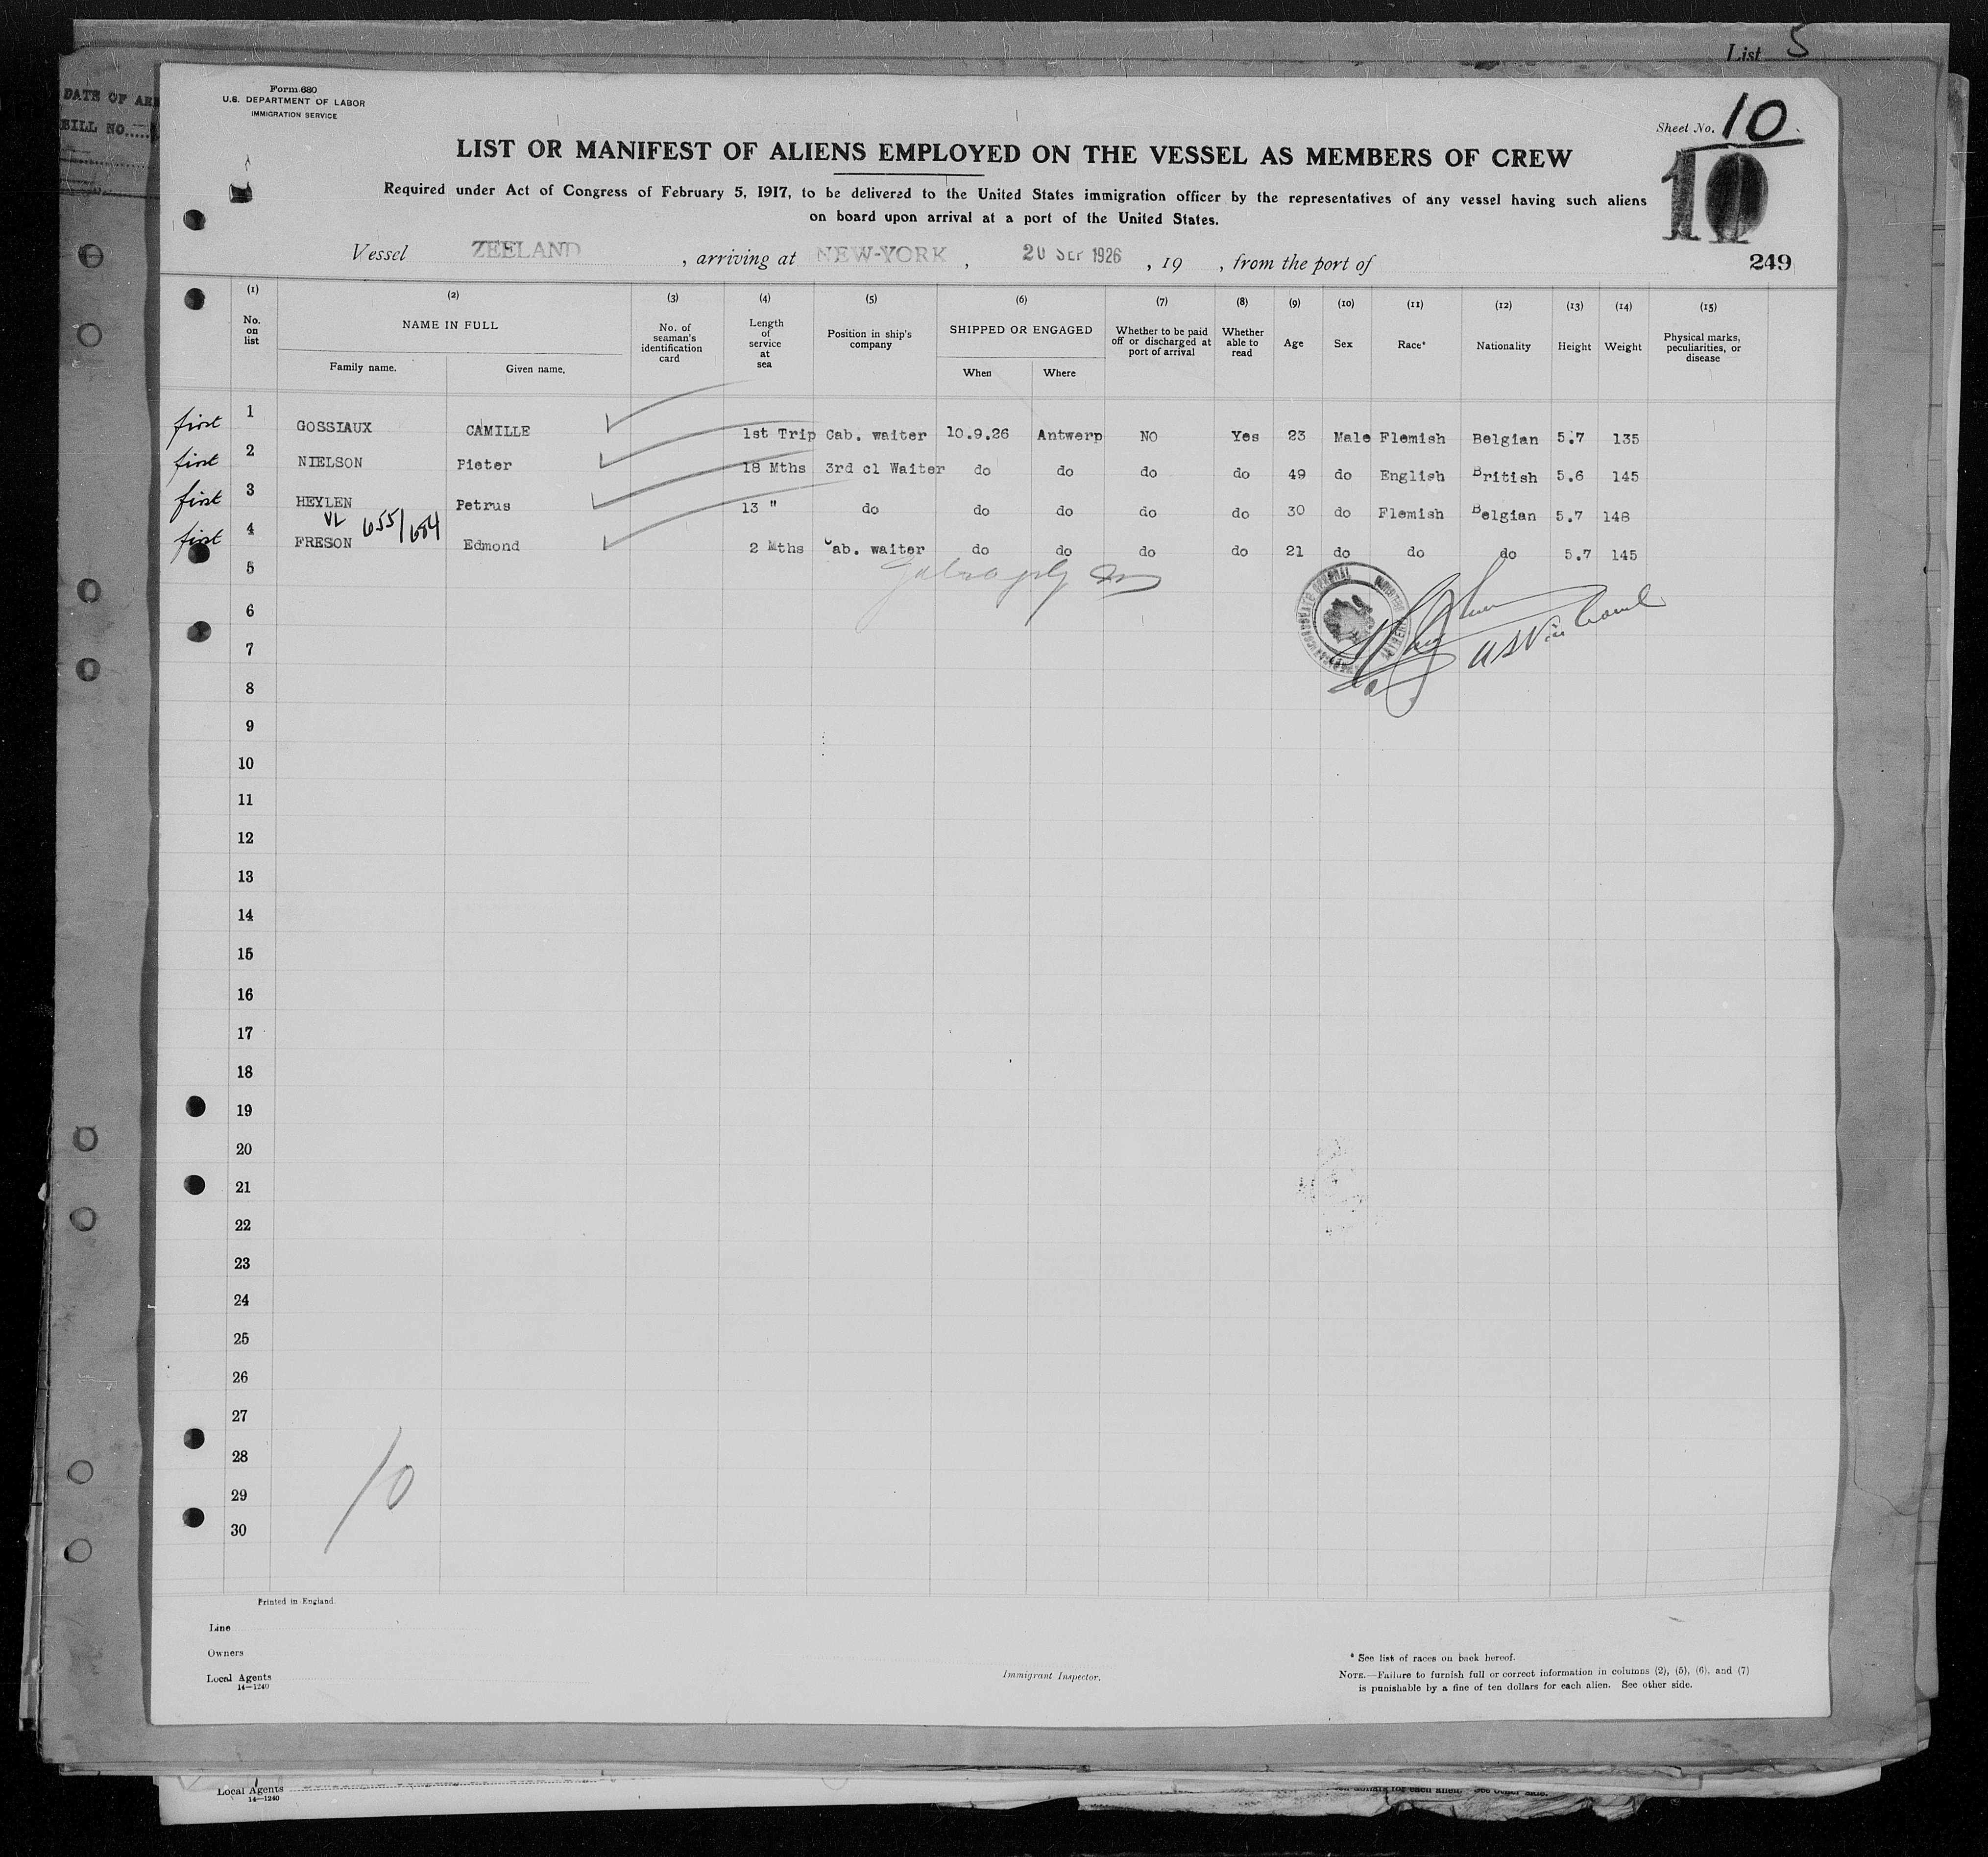 List 5
DATE OF ARR
BILL NO.....
Form 680
U.S. DEPARTMENT OF LABOR
IMMIGRATION SERVICE
Sheet No. 10
10
LIST OR MANIFEST OF ALIENS EMPLOYED ON THE VESSEL AS MEMBERS OF CREW
Required under Act of Congress of February 5, 1917, to be delivered to the United States immigration officer by the representatives of any vessel having such aliens
on board upon arrival at a port of the United States.
Vessel ZEELAND , arriving at NEW-YORK , 20 SEP 1926 , 19 , from the port of
249
(1) No. on list
(2) NAME IN FULL
Family name. Given name.
(3) No. of seaman's identification card
(4) Length of service at sea
(5) Position in ship's company
(6) SHIPPED OR ENGAGED
When Where
(7) Whether to be paid off or discharged at port of arrival
(8) Whether able to read
(9) Age
(10) Sex
(11) Race*
(12) Nationality
(13) Height
(14) Weight
(15) Physical marks, peculiarities, or disease
first 1 GOSSIAUX CAMILLE 1st Trip Cab. waiter 10.9.26 Antwerp NO Yes 23 Male Flemish Belgian 5.7 135
first 2 NIELSON Pieter 18 Mths 3rd cl Waiter do do do do 49 do English British 5.6 145
first 3 HEYLEN Petrus 13 " do do do do do 30 do Flemish Belgian 5.7 148
VL 655/684
first 4 FRESON Edmond 2 Mths Cab. waiter do do do do 21 do do do 5.7 145
5
6
7
8
9
10
11
12
13
14
15
16
17
18
19
20
21
22
23
24
25
26
27
28
29
30
10
Printed in England.
Line
Owners
Local Agents
14—1240
Immigrant Inspector.
* See list of races on back hereof.
NOTE.—Failure to furnish full or correct information in columns (2), (5), (6), and (7)
is punishable by a fine of ten dollars for each alien. See other side.
Local Agents
14—1240